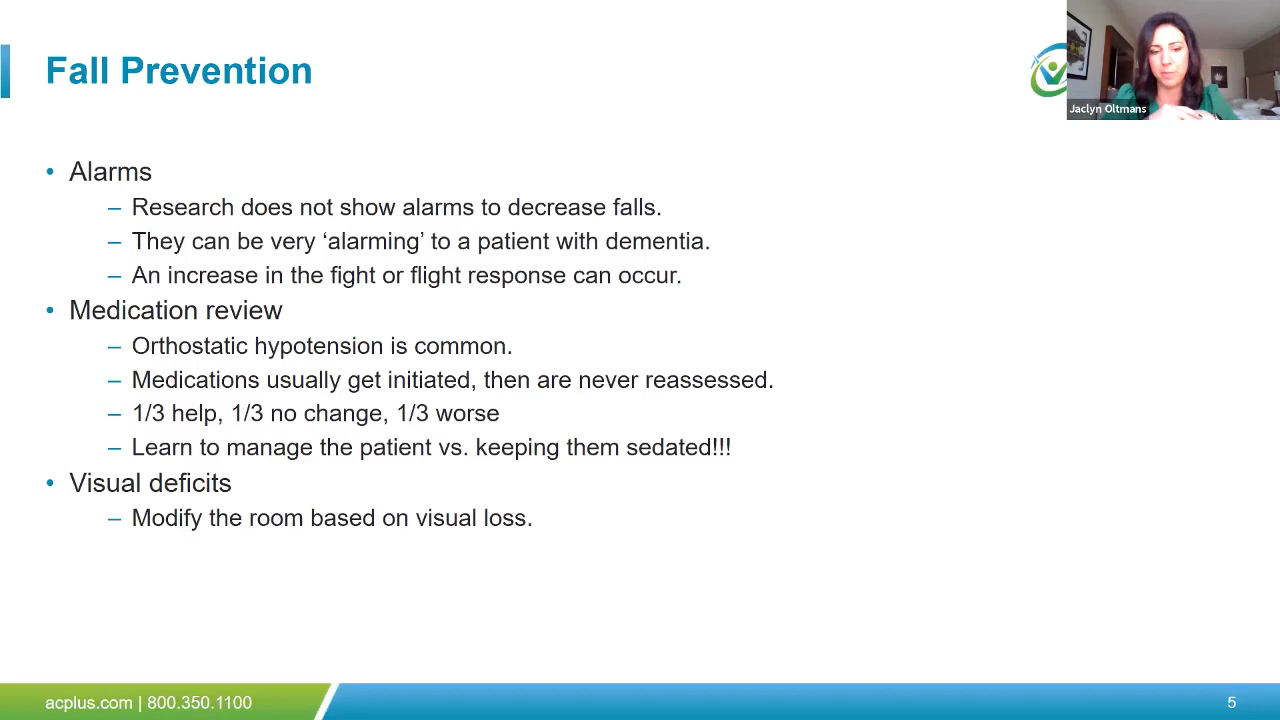 Fall Prevention
Jaclyn Oltmans
• Alarms
– Research does not show alarms to decrease falls.
– They can be very ‘alarming’ to a patient with dementia.
– An increase in the fight or flight response can occur.
• Medication review
– Orthostatic hypotension is common.
– Medications usually get initiated, then are never reassessed.
– 1/3 help, 1/3 no change, 1/3 worse
– Learn to manage the patient vs. keeping them sedated!!!
• Visual deficits
– Modify the room based on visual loss.
acplus.com | 800.350.1100
5